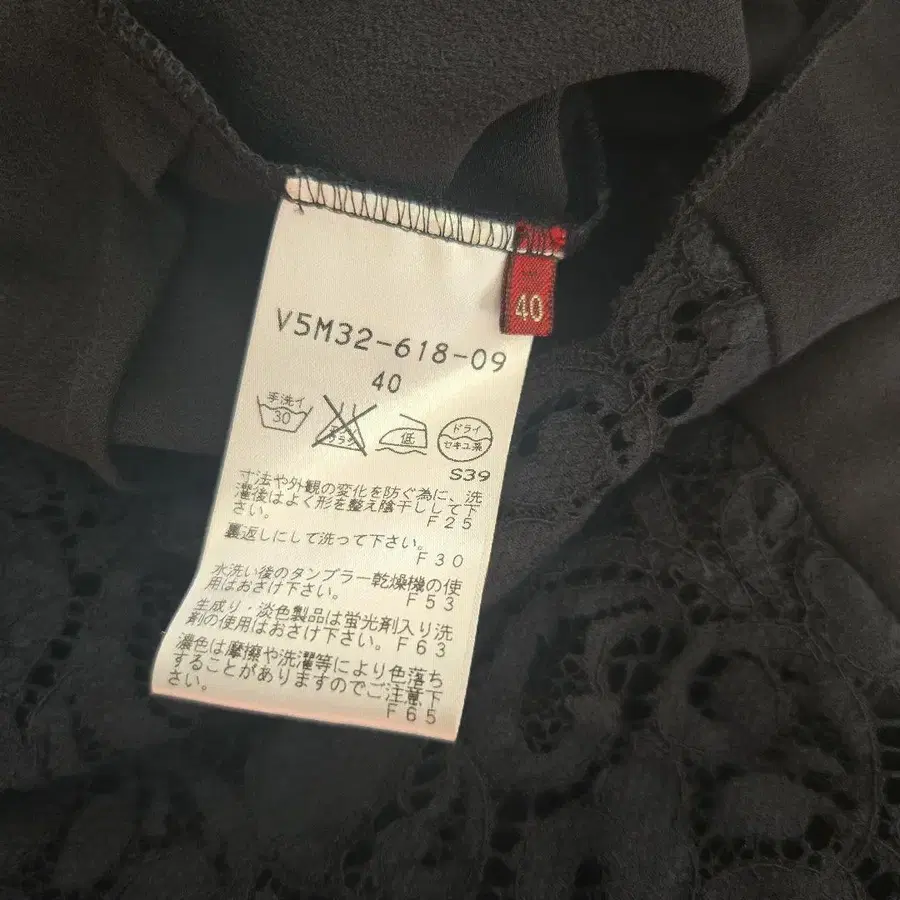 40
V5M32-618-09
40
手洗イ
30
低
ドライ
セキユ系
S39
寸法や外観の変化を防ぐ為に、洗
濯後はよく形を整え陰干しして下
さい。 F25
裏返しにして洗って下さい。
F30
水洗い後のタンブラー乾燥機の使
用はおさけ下さい。 F53
生成り・淡色製品は蛍光剤入り洗
剤の使用はおさけ下さい。F63
濃色は摩擦や洗濯等により色落ち
することがありますのでご注意下
さい。 F65